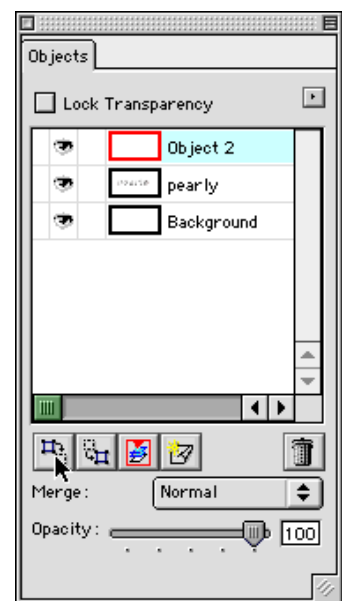 Objects
Lock Transparency
Object 2
pearly
Background
Merge: Normal
Opacity: 100